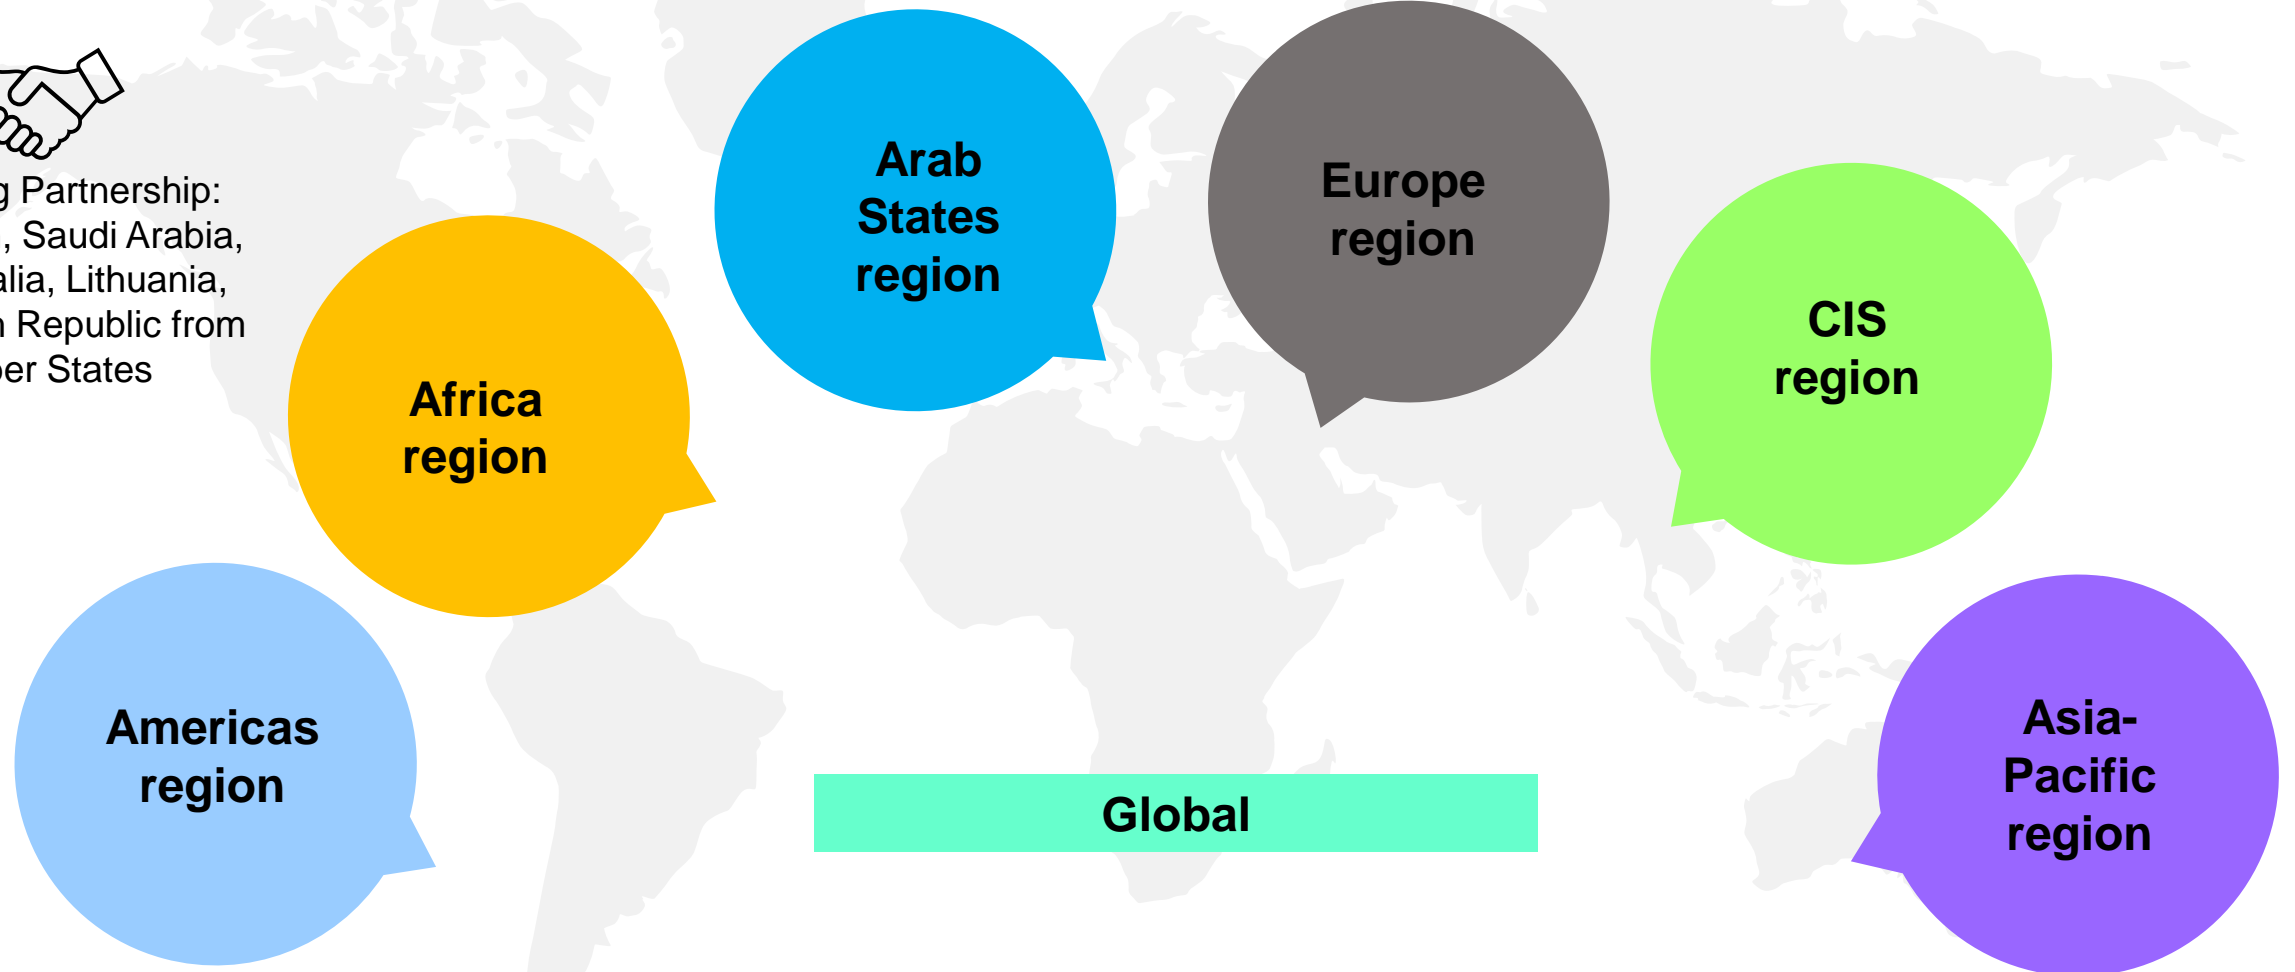 g Partnership:
, Saudi Arabia,
alia, Lithuania,
n Republic from
ber States
Arab
States
region
Europe
region
CIS
region
Africa
region
Americas
region
Asia-
Pacific
region
Global